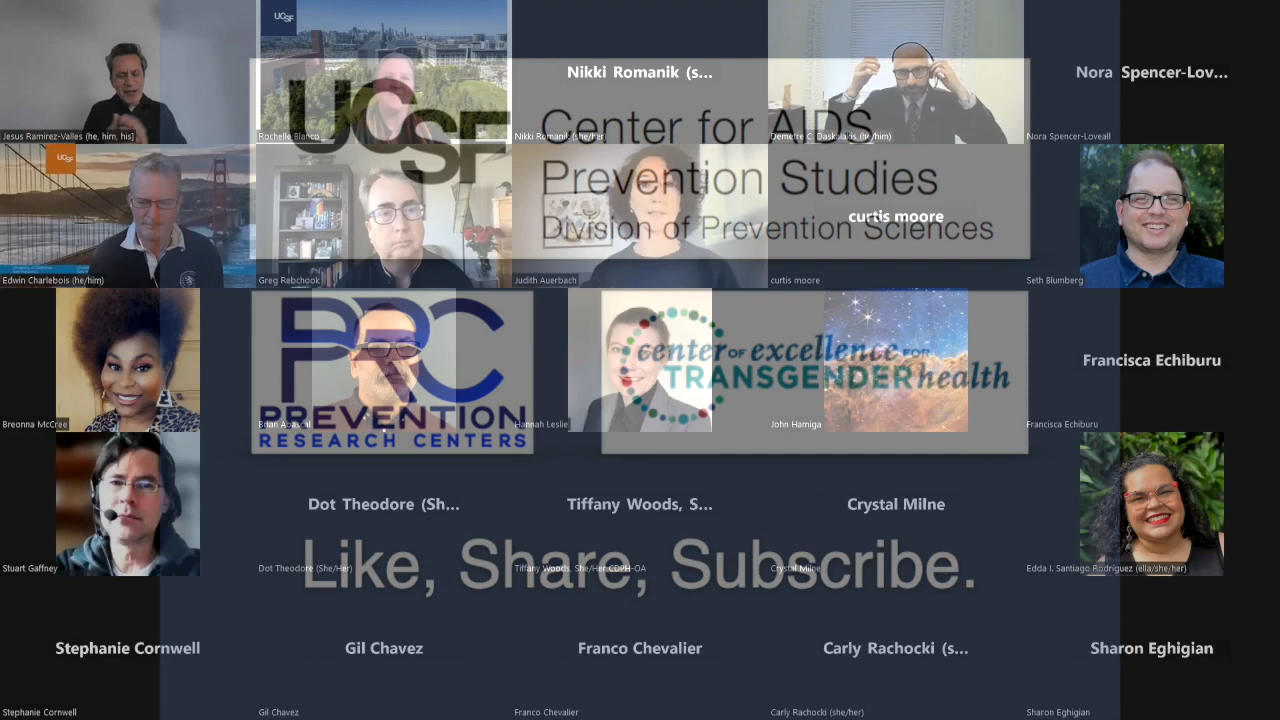 UCSF
Nikki Romanik (s...
Nora Spencer-Lov...
Jesus Ramirez-Valles (he, him, his)
Rochelle Blanco
Nikki Romanik (she/her)
Demetre C. Daskalakis (he/him)
Nora Spencer-Loveall
UCSF
Center for AIDS
Prevention Studies
Division of Prevention Sciences
UCSF
curtis moore
Edwin Charlebois (he/him)
Greg Rebchook
Judith Auerbach
curtis moore
Seth Blumberg
PRC
PREVENTION
RESEARCH CENTERS
center OF excellence FOR
TRANSGENDER health
Francisca Echiburu
Breonna McCree
Brian Abascal
Hannah Leslie
John Hamiga
Francisca Echiburu
Dot Theodore (Sh...
Tiffany Woods, S...
Crystal Milne
Stuart Gaffney
Dot Theodore (She/Her)
Tiffany Woods, She/Her CDPH-OA
Crystal Milne
Edda I. Santiago Rodríguez (ella/she/her)
Like, Share, Subscribe.
Stephanie Cornwell
Gil Chavez
Franco Chevalier
Carly Rachocki (s...
Sharon Eghigian
Stephanie Cornwell
Gil Chavez
Franco Chevalier
Carly Rachocki (she/her)
Sharon Eghigian